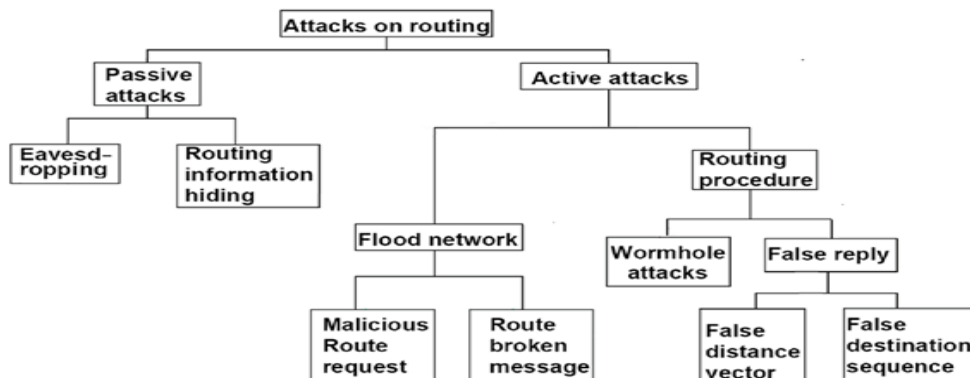 Attacks on routing
Passive
attacks
Active attacks
Eavesd-
ropping
Routing
information
hiding
Routing
procedure
Flood network
Wormhole
attacks
False reply
Malicious
Route
request
Route
broken
message
False
distance
vector
False
destination
sequence